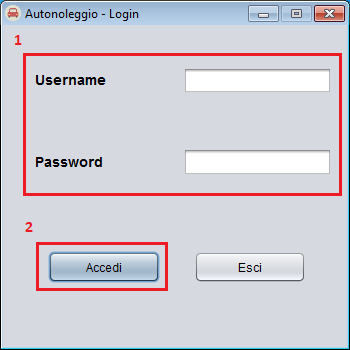 Autonoleggio - Login
1
Username
Password
2
Accedi Esci